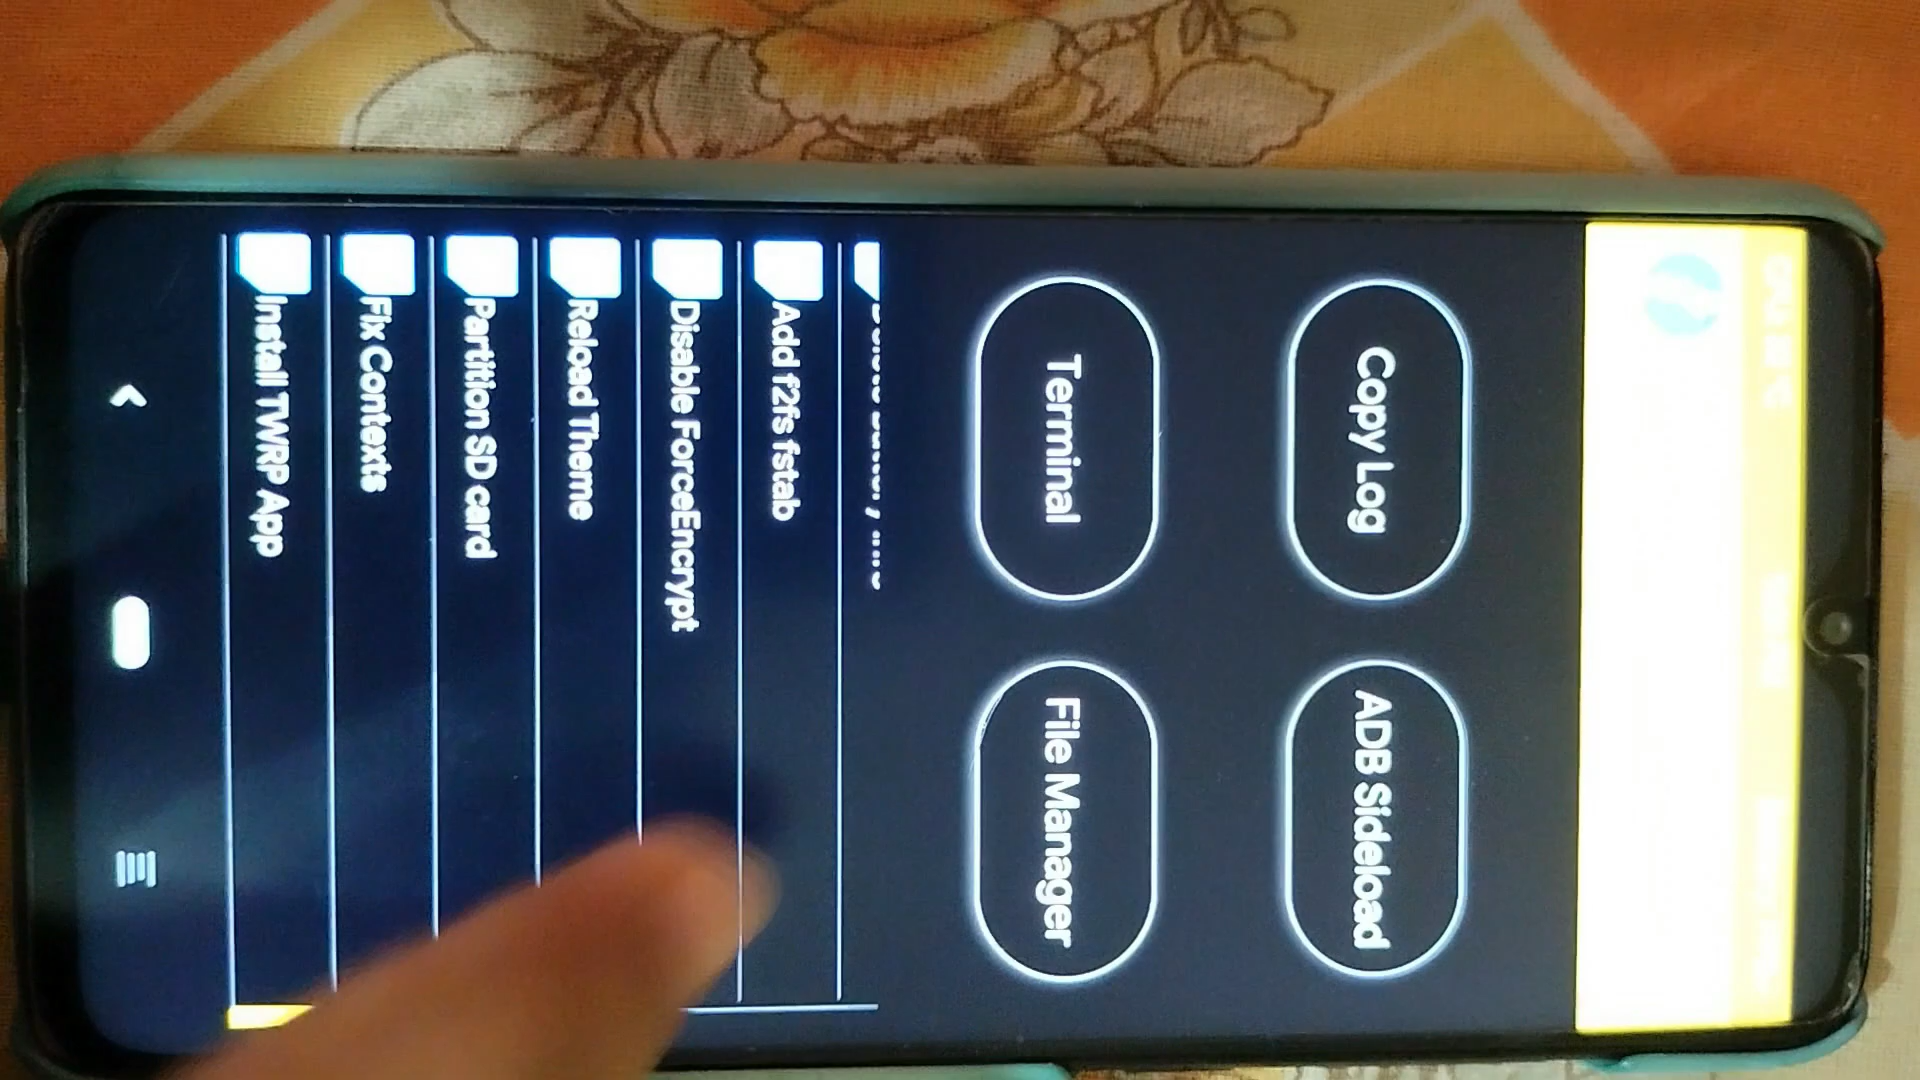 Copy Log
ADB Sideload
Terminal
File Manager
Add f2fs fstab
Disable ForceEncrypt
Reload Theme
Partition SD card
Fix Contexts
Install TWRP App